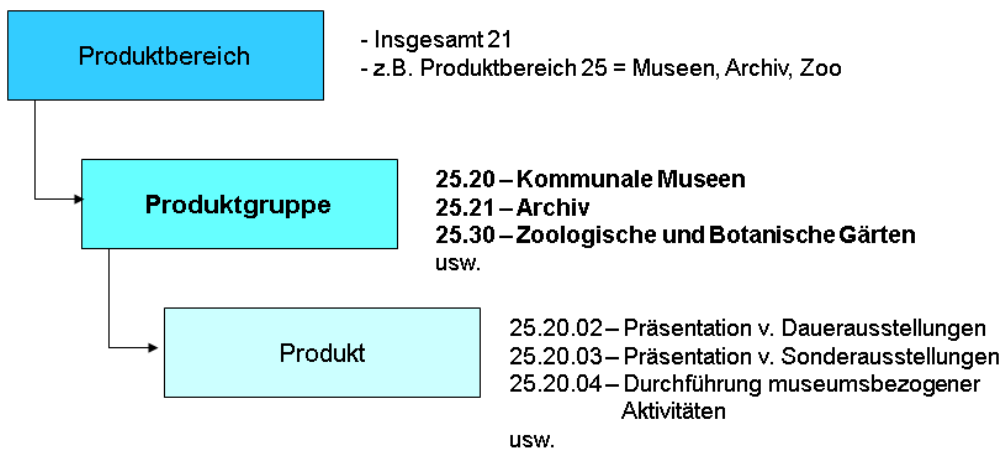 Produktbereich
- Insgesamt 21
- z.B. Produktbereich 25 = Museen, Archiv, Zoo
Produktgruppe
25.20 – Kommunale Museen
25.21 – Archiv
25.30 – Zoologische und Botanische Gärten
usw.
Produkt
25.20.02 – Präsentation v. Dauerausstellungen
25.20.03 – Präsentation v. Sonderausstellungen
25.20.04 – Durchführung museumsbezogener
Aktivitäten
usw.